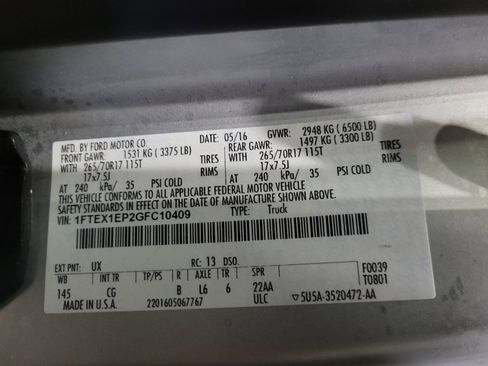 MFD. BY FORD MOTOR CO. DATE: 05/16 GVWR: 2948 KG ( 6500 LB)
FRONT GAWR: 1531 KG ( 3375 LB) REAR GAWR: 1497 KG ( 3300 LB)
WITH 265/70R17 115T TIRES WITH 265/70R17 115T TIRES
17x7.5J RIMS 17x7.5J RIMS
AT 240 kPa/ 35 PSI COLD AT 240 kPa/ 35 PSI COLD
THIS VEHICLE CONFORMS TO ALL APPLICABLE FEDERAL MOTOR VEHICLE
SAFETY STANDARDS IN EFFECT ON THE DATE OF MANUFACTURE SHOWN ABOVE.
VIN: 1FTEX1EP2GFC10409 TYPE: Truck
EXT PNT: UX RC: 13 DSO: F0039
WB INT TR TP/PS R AXLE TR SPR T0801
145 CG B L6 6 22AA
MADE IN U.S.A. 2201605067767 ULC ▽5U5A-3520472-AA